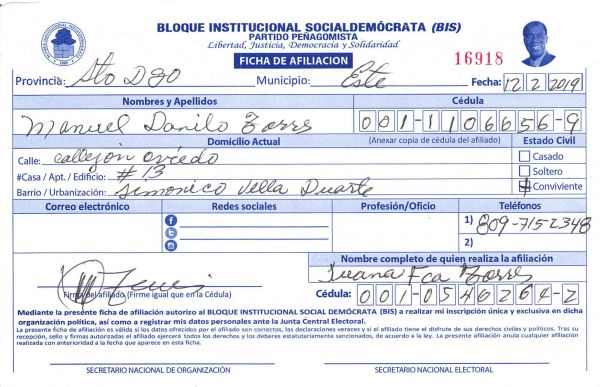 BLOQUE INSTITUCIONAL SOCIALDEMÓCRATA (BIS)
PARTIDO PEÑAGOMISTA
Libertad, Justicia, Democracia y Solidaridad
FICHA DE AFILIACION
16918
Provincia: Sto Dgo Municipio: Este Fecha: 12/2/2019
Nombres y Apellidos Cédula
Manuel Danilo Torres 001-1106656-9
Domicilio Actual (Anexar copia de cédula del afiliado) Estado Civil
Calle: callejon oviedo Casado
#Casa / Apt. / Edificio: #13 Soltero
Barrio / Urbanización: Simonico Vella Duarte Conviviente
Correo electrónico Redes sociales Profesión/Oficio Teléfonos
1) 809-715-2348
2)
Nombre completo de quien realiza la afiliación
Juana Fca Torres
Firma del afiliado (Firme igual que en la Cédula)
Cédula: 001-0546264-2
Mediante la presente ficha de afiliación autorizo al BLOQUE INSTITUCIONAL SOCIAL DEMÓCRATA (BIS) a realizar mi inscripción única y exclusiva en dicha
organización política, así como a registrar mis datos personales ante la Junta Central Electoral.
La presente ficha de afiliación es válida si los datos ofrecidos por el afiliado son correctos, las declaraciones veraces y si el afiliado tiene el disfrute de sus derechos civiles y políticos. Tras su
recepción, sello y firmas autorizadas el afiliado ejercerá todos los derechos y los deberes estatuariamente sancionados, de acuerdo a la ley. La presente afiliación anula cualquier afiliación
realizada con anterioridad a la fecha que aparece en esta ficha.
SECRETARIO NACIONAL DE ORGANIZACIÓN SECRETARIO NACIONAL ELECTORAL